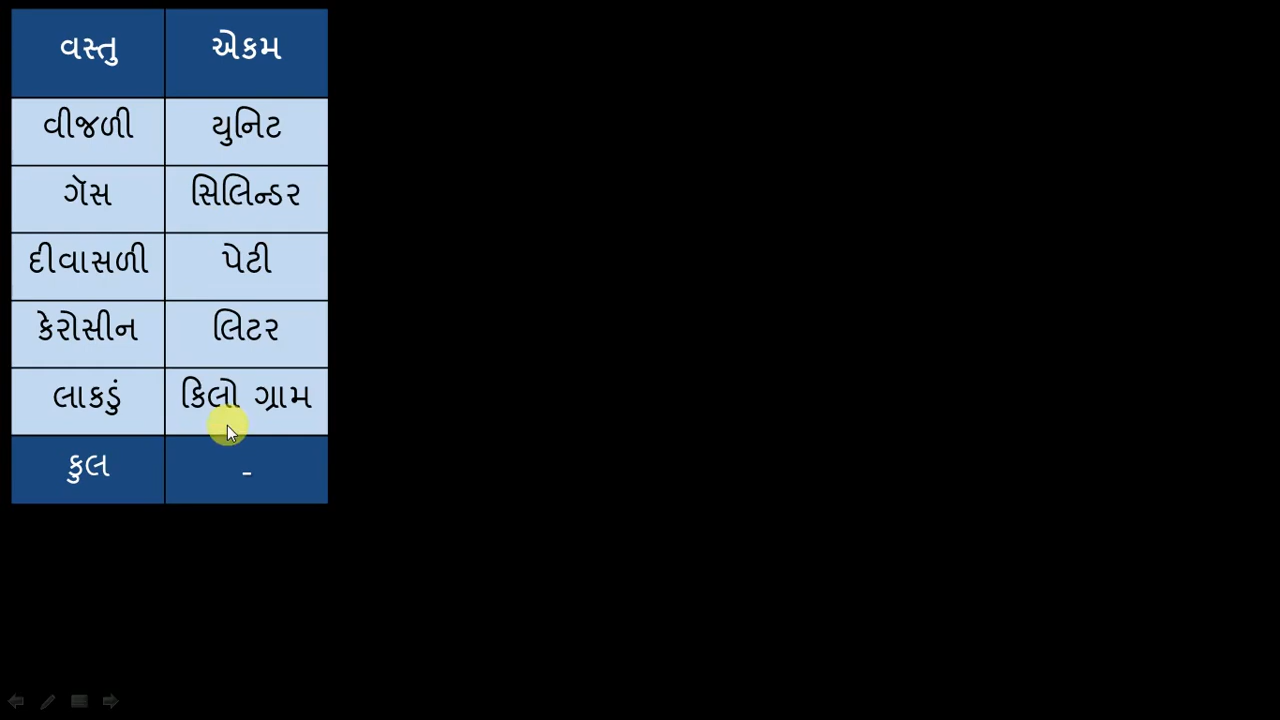 વસ્તુ એકમ
વીજળી યુનિટ
ગૅસ સિલિન્ડર
દીવાસળી પેટી
કેરોસીન લિટર
લાકડું કિલો ગ્રામ
કુલ -